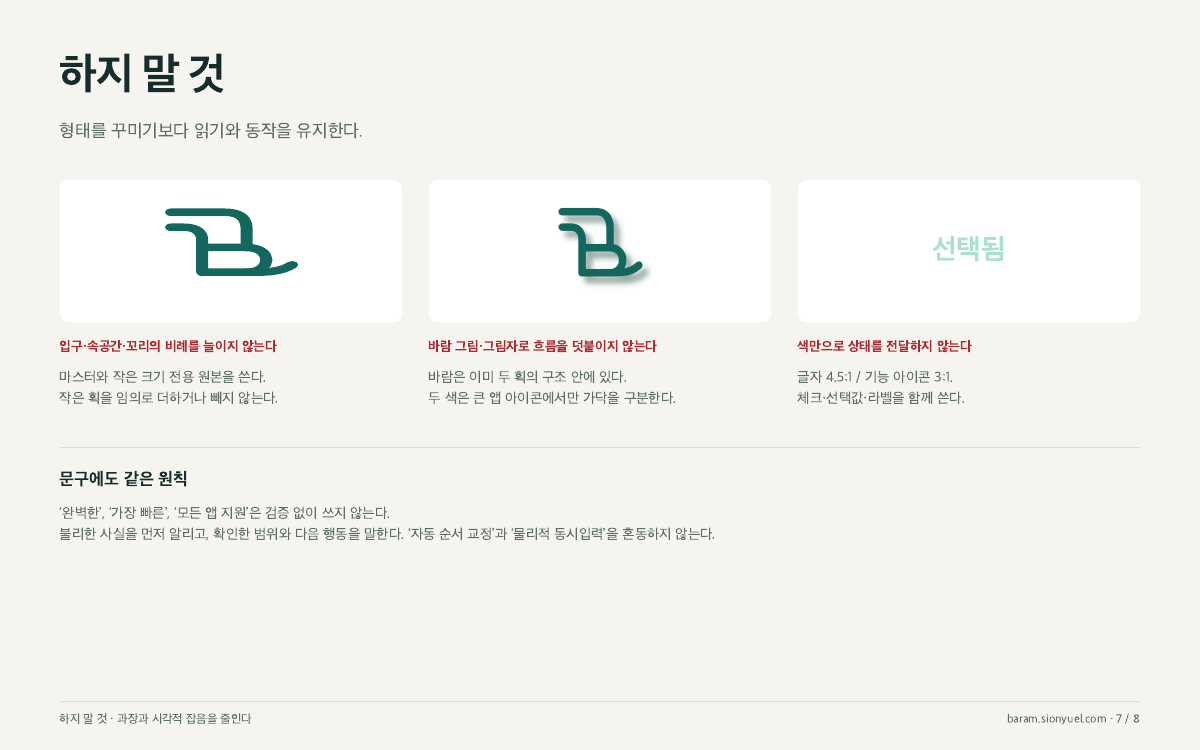 하지 말 것
형태를 꾸미기보다 읽기와 동작을 유지한다.
선택됨
입구·속공간·꼬리의 비례를 늘이지 않는다
마스터와 작은 크기 전용 원본을 쓴다.
작은 획을 임의로 더하거나 빼지 않는다.
바람 그림·그림자로 흐름을 덧붙이지 않는다
바람은 이미 두 획의 구조 안에 있다.
두 색은 큰 앱 아이콘에서만 가닥을 구분한다.
색만으로 상태를 전달하지 않는다
글자 4.5:1 / 기능 아이콘 3:1.
체크·선택값·라벨을 함께 쓴다.
문구에도 같은 원칙
‘완벽한’, ‘가장 빠른’, ‘모든 앱 지원’은 검증 없이 쓰지 않는다.
불리한 사실을 먼저 알리고, 확인한 범위와 다음 행동을 말한다. ‘자동 순서 교정’과 ‘물리적 동시입력’을 혼동하지 않는다.
하지 말 것 · 과장과 시각적 잡음을 줄인다
baram.sionyuel.com · 7 / 8